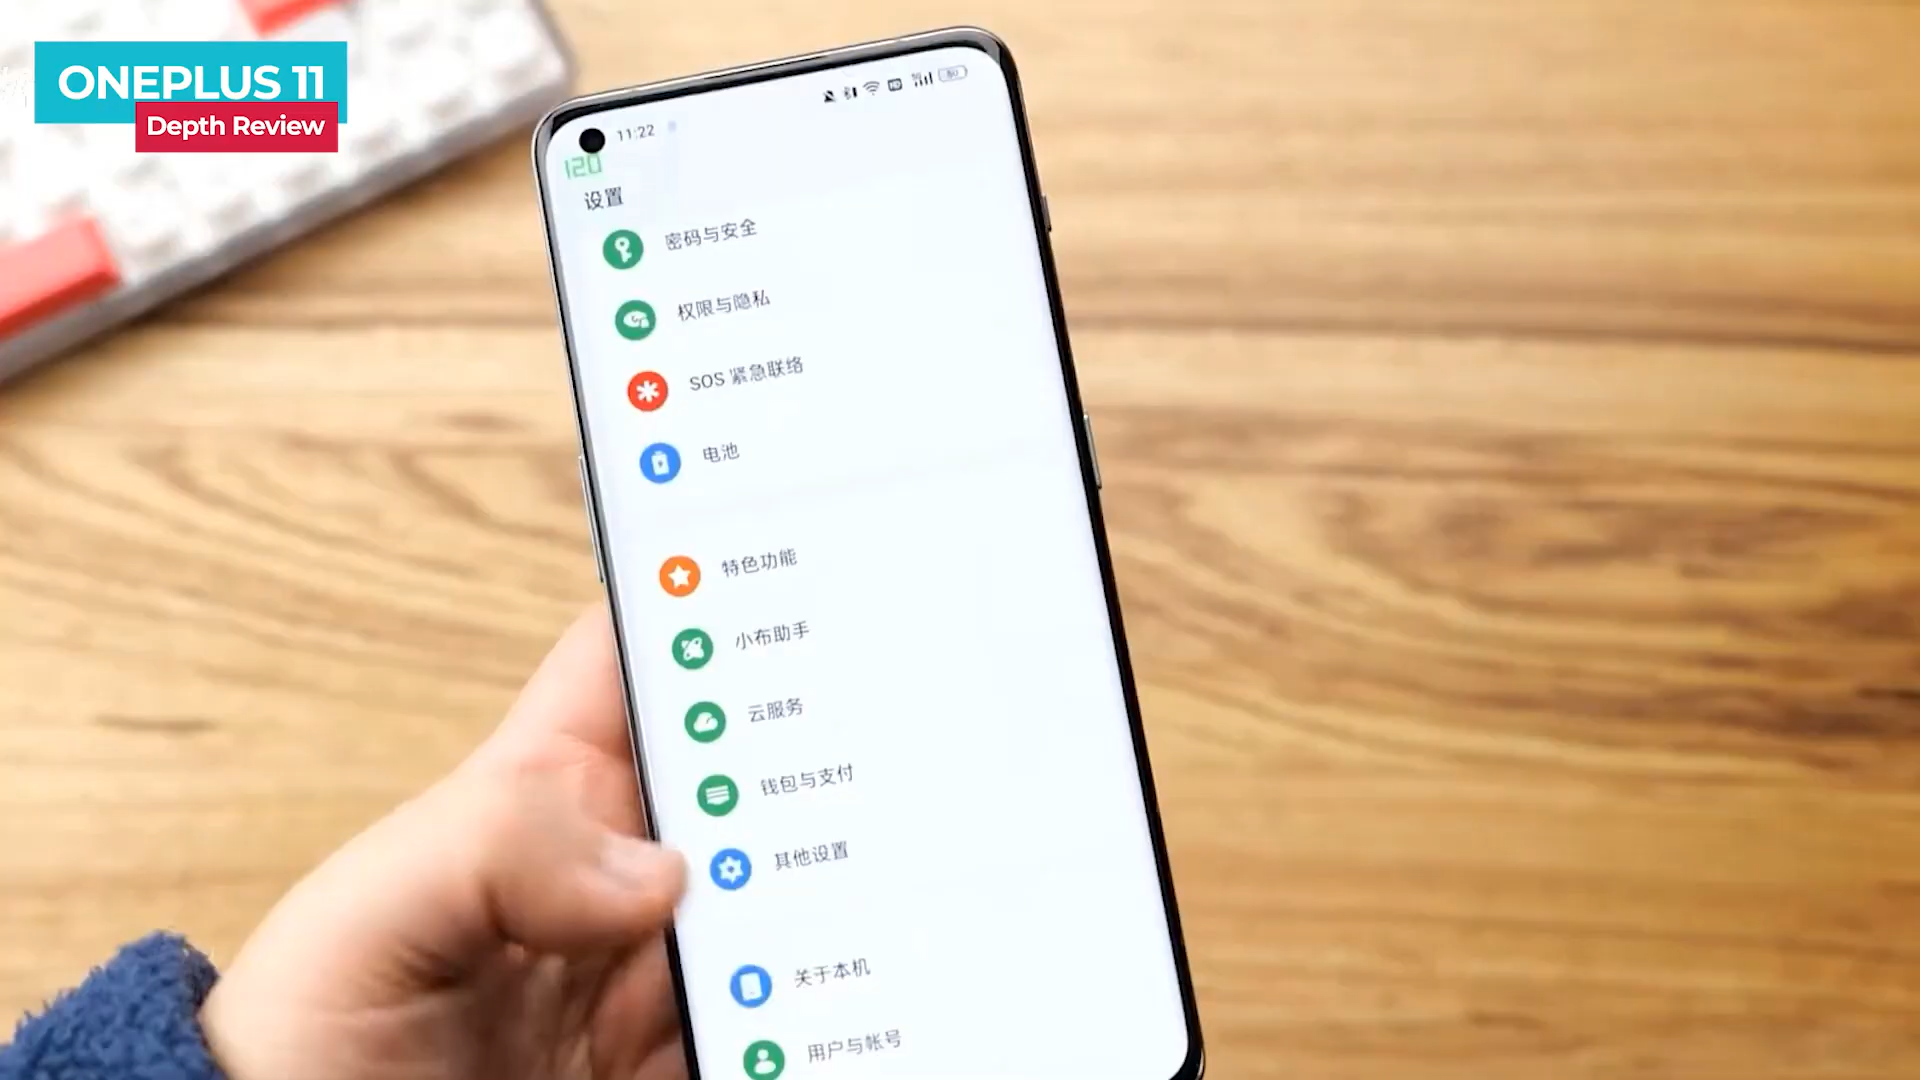 ONEPLUS 11
Depth Review
11:22
80
120
设置
密码与安全
权限与隐私
SOS 紧急联络
电池
特色功能
小布助手
云服务
钱包与支付
其他设置
关于本机
用户与帐号